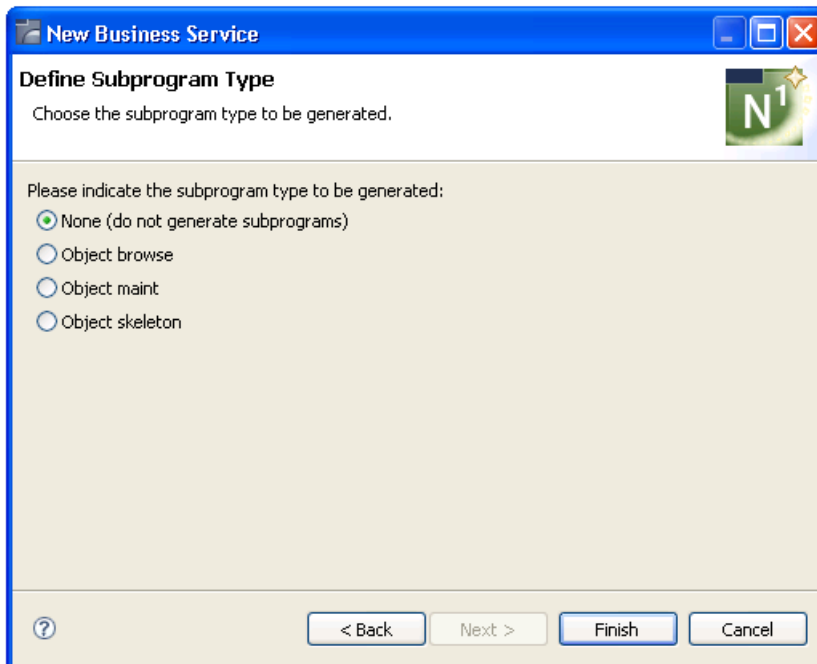 New Business Service
Define Subprogram Type
Choose the subprogram type to be generated.
N1
Please indicate the subprogram type to be generated:
None (do not generate subprograms)
Object browse
Object maint
Object skeleton
?
< Back Next > Finish Cancel